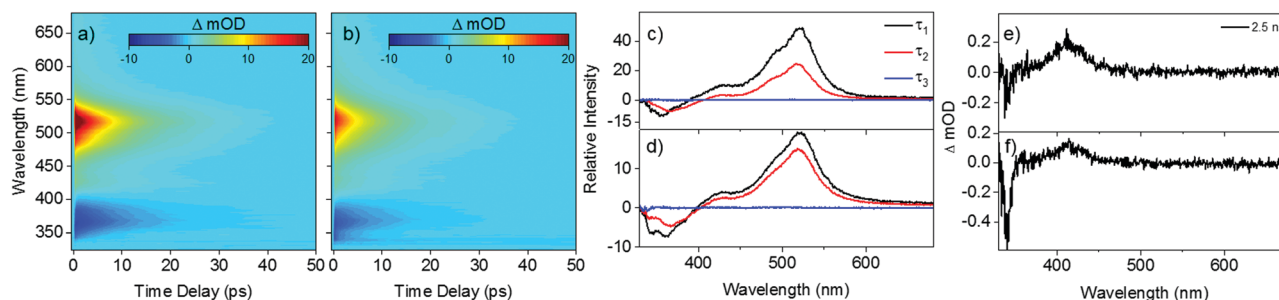 a)
Δ mOD
-10 0 10 20
Wavelength (nm)
650
600
550
500
450
400
350
0 10 20 30 40 50
Time Delay (ps)
b)
Δ mOD
-10 0 10 20
0 10 20 30 40 50
Time Delay (ps)
Relative Intensity
c)
40
20
0
-15
τ1
τ2
τ3
d)
10
0
-10
400 500 600
Wavelength (nm)
Δ mOD
e)
2.5 n
0.2
0.0
-0.2
f)
0.2
0.0
-0.2
-0.4
400 500 600
Wavelength (nm)